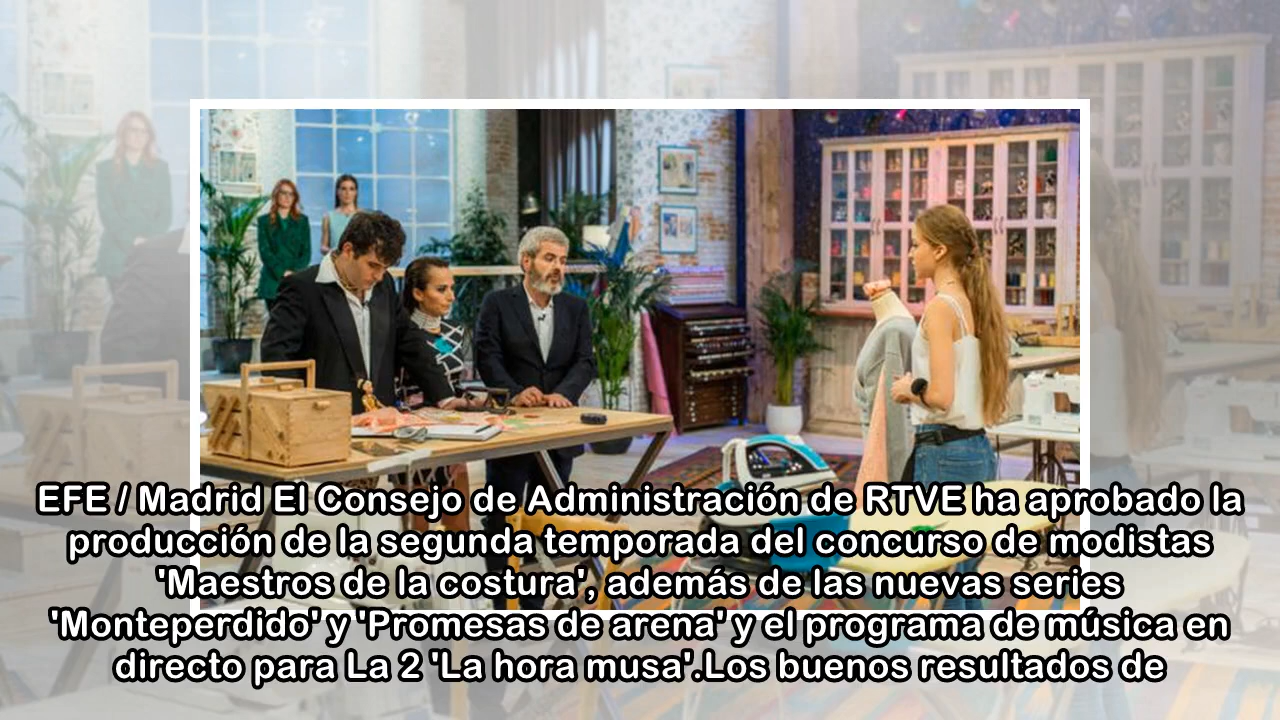 EFE / Madrid El Consejo de Administración de RTVE ha aprobado la
producción de la segunda temporada del concurso de modistas
'Maestros de la costura', además de las nuevas series
'Monteperdido' y 'Promesas de arena' y el programa de música en
directo para La 2 'La hora musa'.Los buenos resultados de